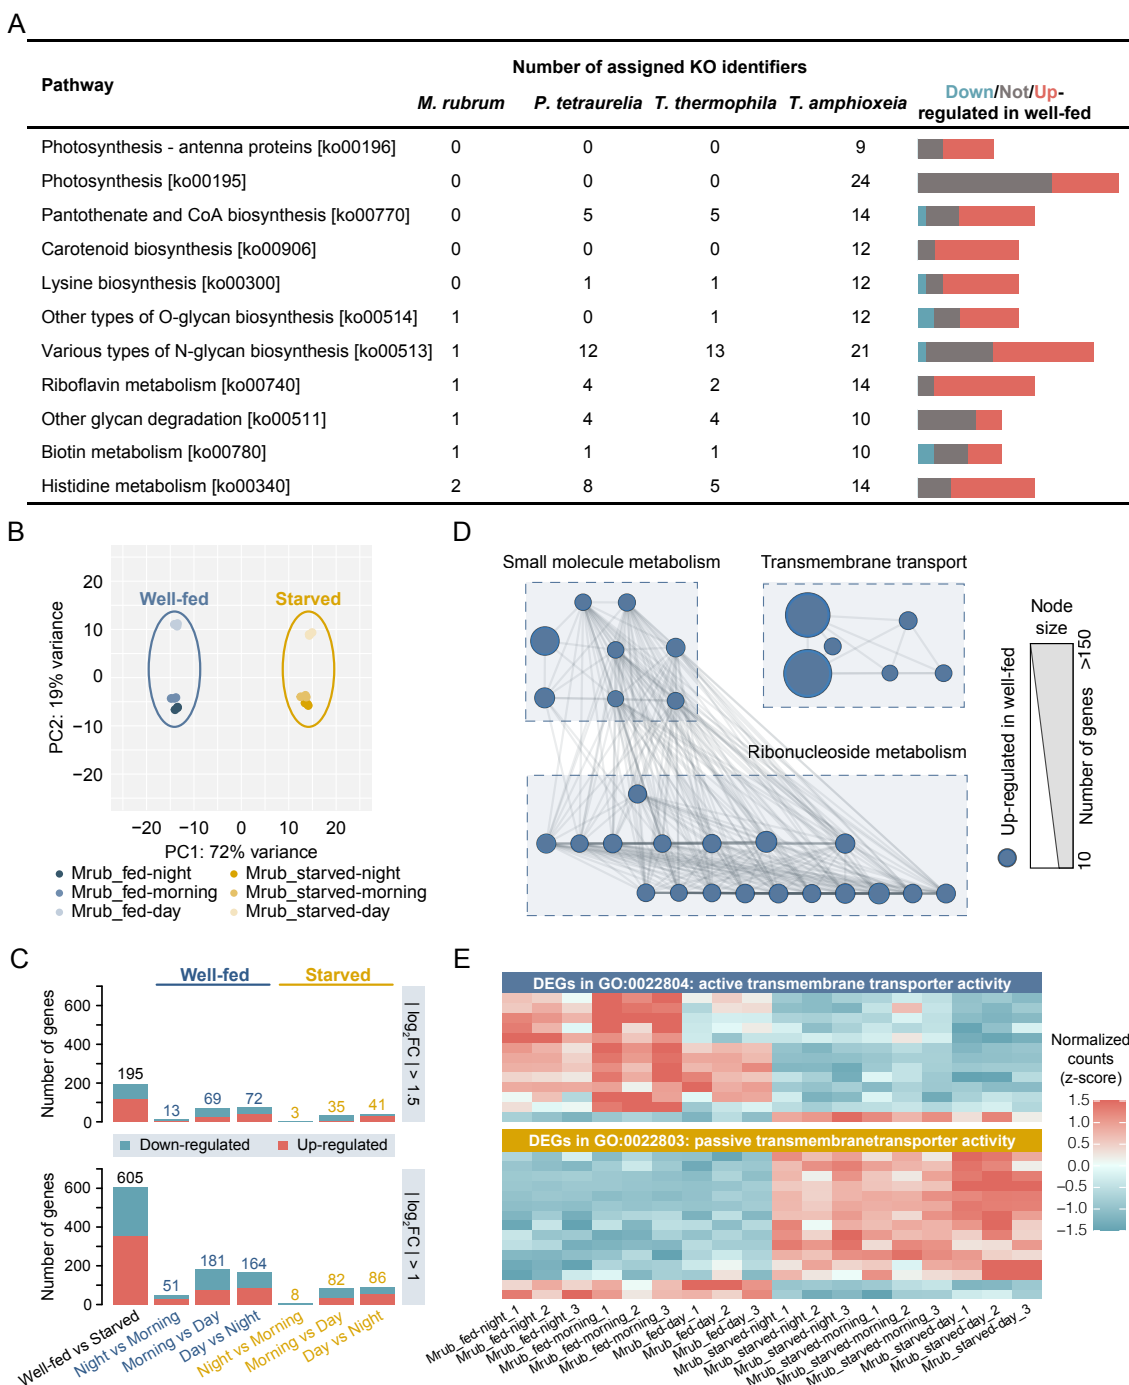 A
Pathway
Number of assigned KO identifiers
M. rubrum P. tetraurelia T. thermophila T. amphioxeia
Down/Not/Up-
regulated in well-fed
Photosynthesis - antenna proteins [ko00196] 0 0 0 9
Photosynthesis [ko00195] 0 0 0 24
Pantothenate and CoA biosynthesis [ko00770] 0 5 5 14
Carotenoid biosynthesis [ko00906] 0 0 0 12
Lysine biosynthesis [ko00300] 0 1 1 12
Other types of O-glycan biosynthesis [ko00514] 1 0 1 12
Various types of N-glycan biosynthesis [ko00513] 1 12 13 21
Riboflavin metabolism [ko00740] 1 4 2 14
Other glycan degradation [ko00511] 1 4 4 10
Biotin metabolism [ko00780] 1 1 1 10
Histidine metabolism [ko00340] 2 8 5 14
B
Well-fed
Starved
PC2: 19% variance
20
10
0
−10
−20
−20 −10 0 10 20
PC1: 72% variance
Mrub_fed-night
Mrub_fed-morning
Mrub_fed-day
Mrub_starved-night
Mrub_starved-morning
Mrub_starved-day
D
Small molecule metabolism
Transmembrane transport
Ribonucleoside metabolism
Node
size
>150
Number of genes
10
Up-regulated in well-fed
C
Well-fed
Starved
Number of genes
600
400
200
0
195
13
69
72
3
35
41
| log2FC | > 1.5
Down-regulated
Up-regulated
Number of genes
600
400
200
0
605
51
181
164
8
82
86
| log2FC | > 1
Well-fed vs Starved
Night vs Morning
Morning vs Day
Day vs Night
Night vs Morning
Morning vs Day
Day vs Night
E
DEGs in GO:0022804: active transmembrane transporter activity
DEGs in GO:0022803: passive transmembranetransporter activity
Normalized
counts
(z-score)
1.5
1.0
0.5
0.0
−0.5
−1.0
−1.5
Mrub_fed-night_1
Mrub_fed-night_2
Mrub_fed-night_3
Mrub_fed-morning_1
Mrub_fed-morning_2
Mrub_fed-morning_3
Mrub_fed-day_1
Mrub_fed-day_2
Mrub_fed-day_3
Mrub_starved-night_1
Mrub_starved-night_2
Mrub_starved-night_3
Mrub_starved-morning_1
Mrub_starved-morning_2
Mrub_starved-morning_3
Mrub_starved-day_1
Mrub_starved-day_2
Mrub_starved-day_3